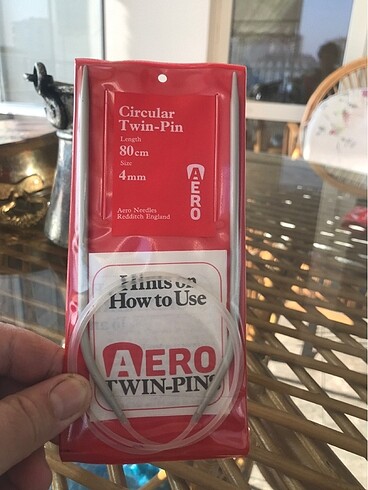 Circular
Twin-Pin
Length
80cm
Size
4mm
AERO
Aero Needles
Redditch England
Hints on
How to Use
AERO
TWIN-PINS